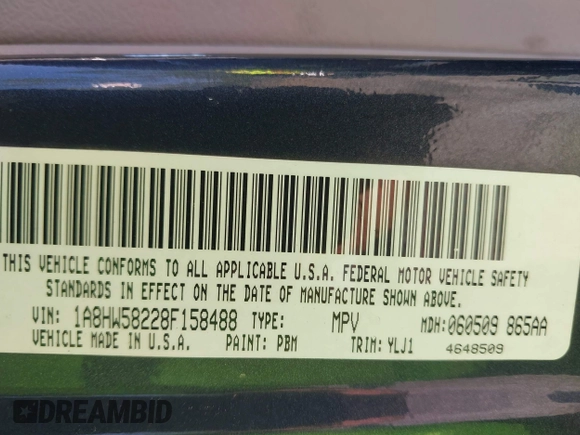 THIS VEHICLE CONFORMS TO ALL APPLICABLE U.S.A. FEDERAL MOTOR VEHICLE SAFETY
STANDARDS IN EFFECT ON THE DATE OF MANUFACTURE SHOWN ABOVE.
VIN: 1A8HW58228F158488 TYPE: MPV MDH: 060509 865AA
VEHICLE MADE IN U.S.A. PAINT: PBM TRIM: YLJ1 4648509
DREAMBID